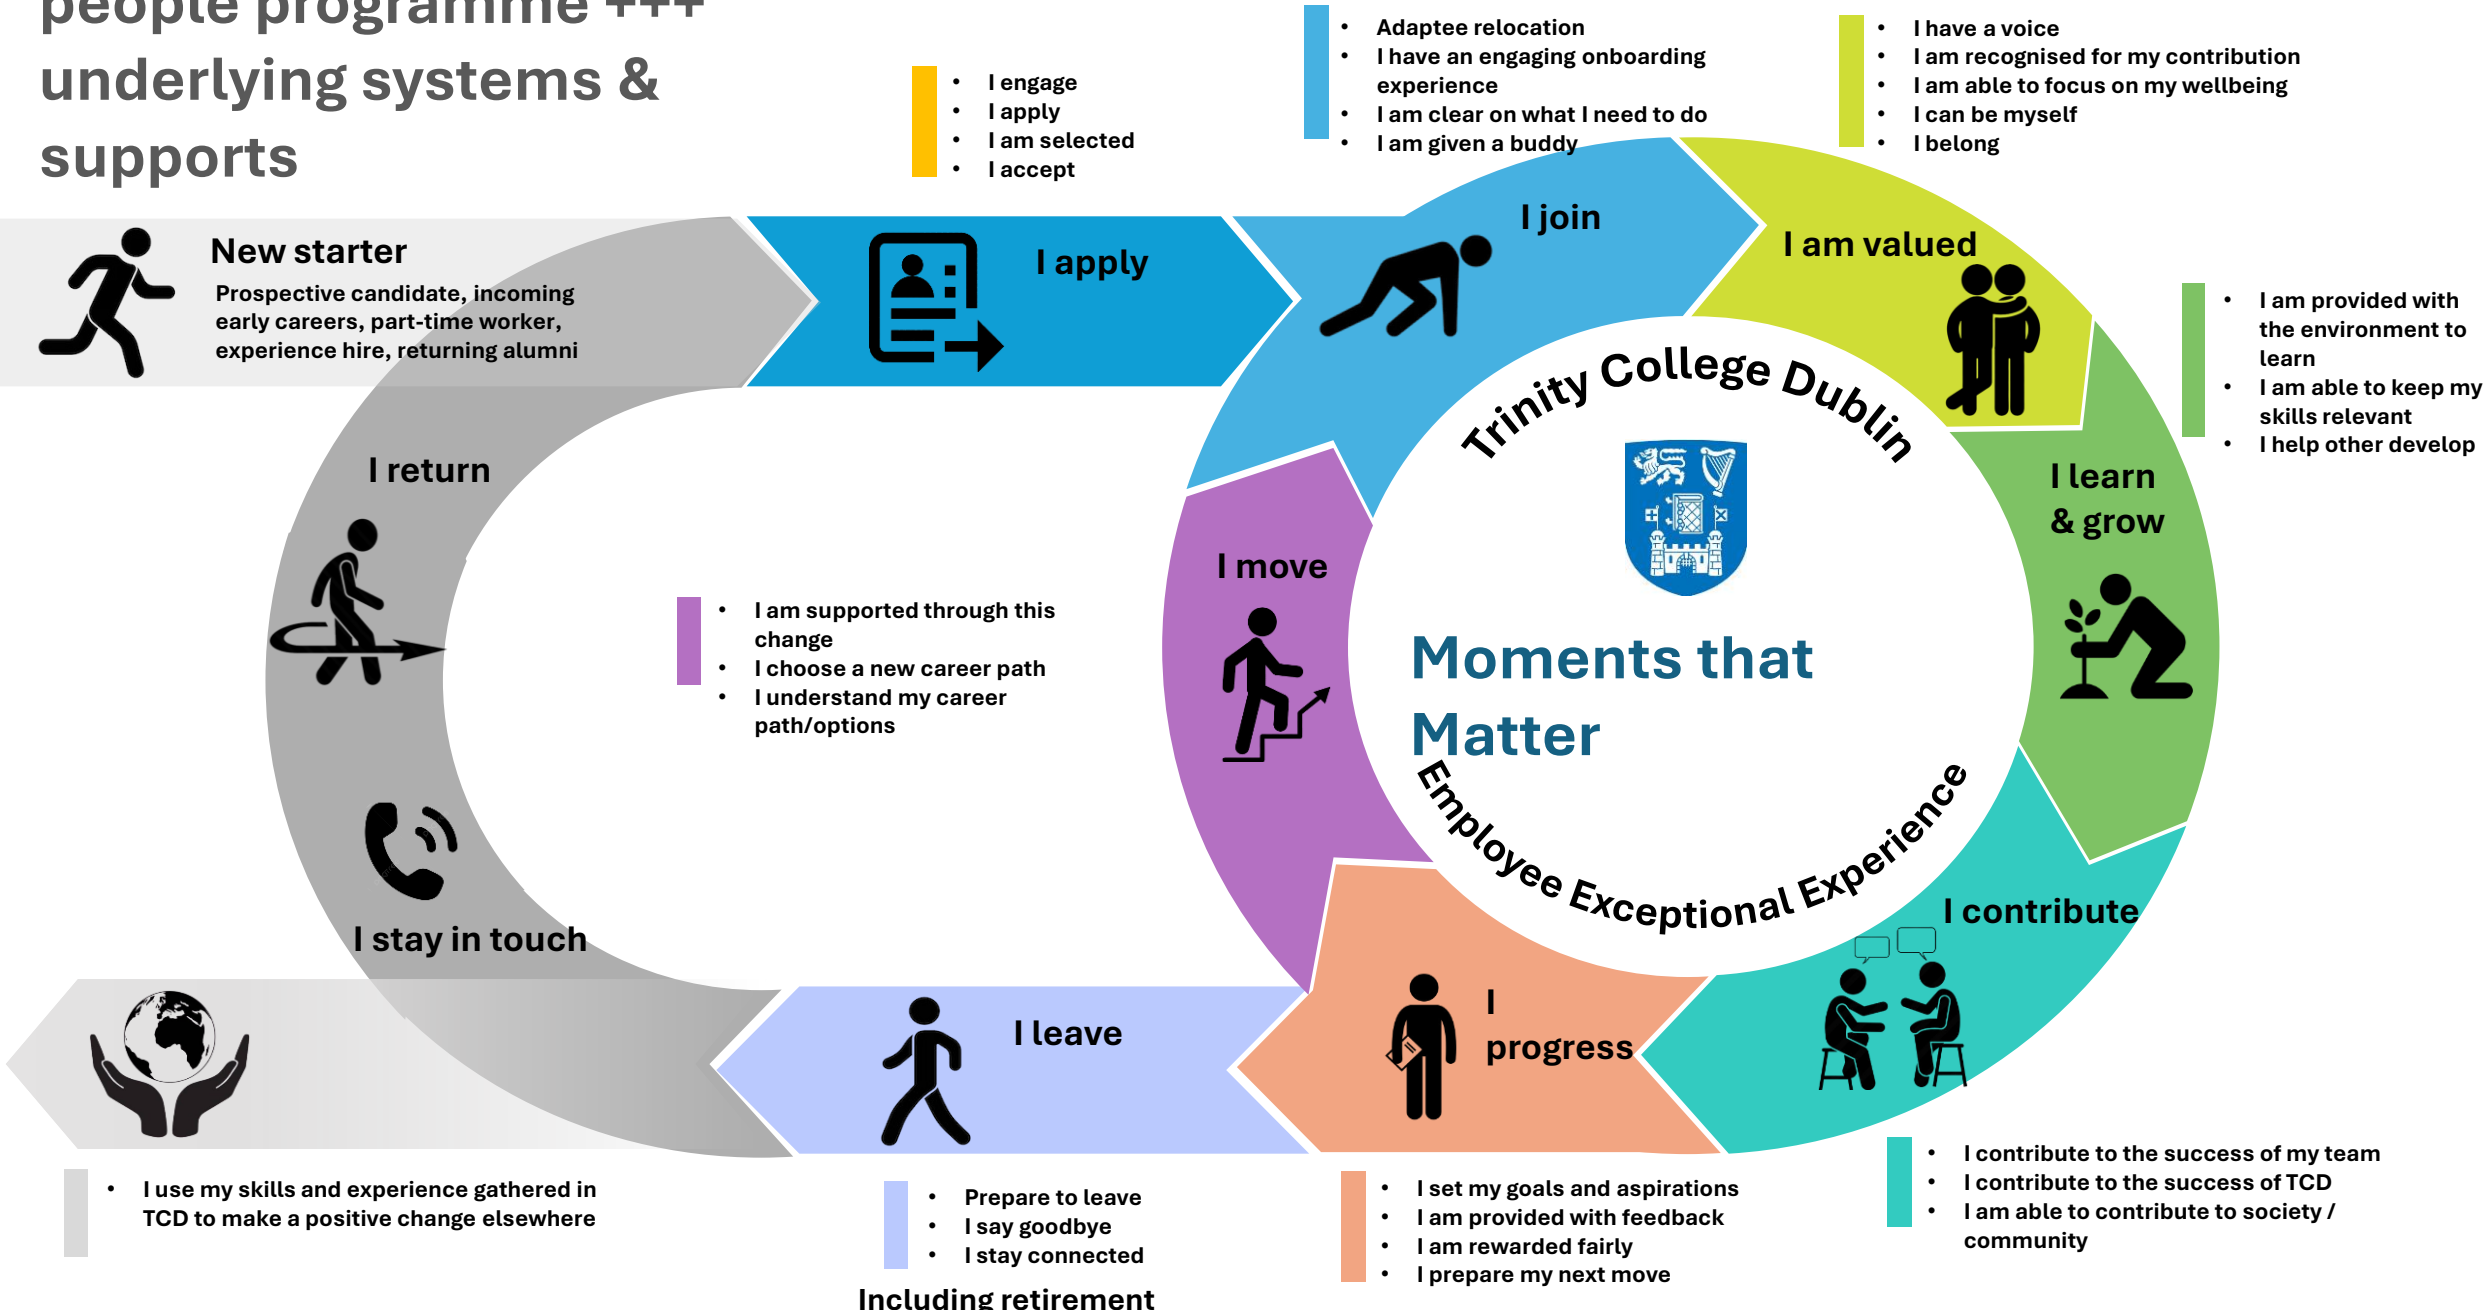 people programme +++
underlying systems &
supports
• I engage
• I apply
• I am selected
• I accept
• Adaptee relocation
• I have an engaging onboarding
experience
• I am clear on what I need to do
• I am given a buddy
• I have a voice
• I am recognised for my contribution
• I am able to focus on my wellbeing
• I can be myself
• I belong
New starter
Prospective candidate, incoming
early careers, part-time worker,
experience hire, returning alumni
I apply
I join
I am valued
• I am provided with
the environment to
learn
• I am able to keep my
skills relevant
• I help other develop
I return
Trinity College Dublin
I learn
& grow
I move
• I am supported through this
change
• I choose a new career path
• I understand my career
path/options
Moments that
Matter
Employee Exceptional Experience
I stay in touch
I contribute
I leave
I
progress
• I use my skills and experience gathered in
TCD to make a positive change elsewhere
• Prepare to leave
• I say goodbye
• I stay connected
Including retirement
• I set my goals and aspirations
• I am provided with feedback
• I am rewarded fairly
• I prepare my next move
• I contribute to the success of my team
• I contribute to the success of TCD
• I am able to contribute to society /
community